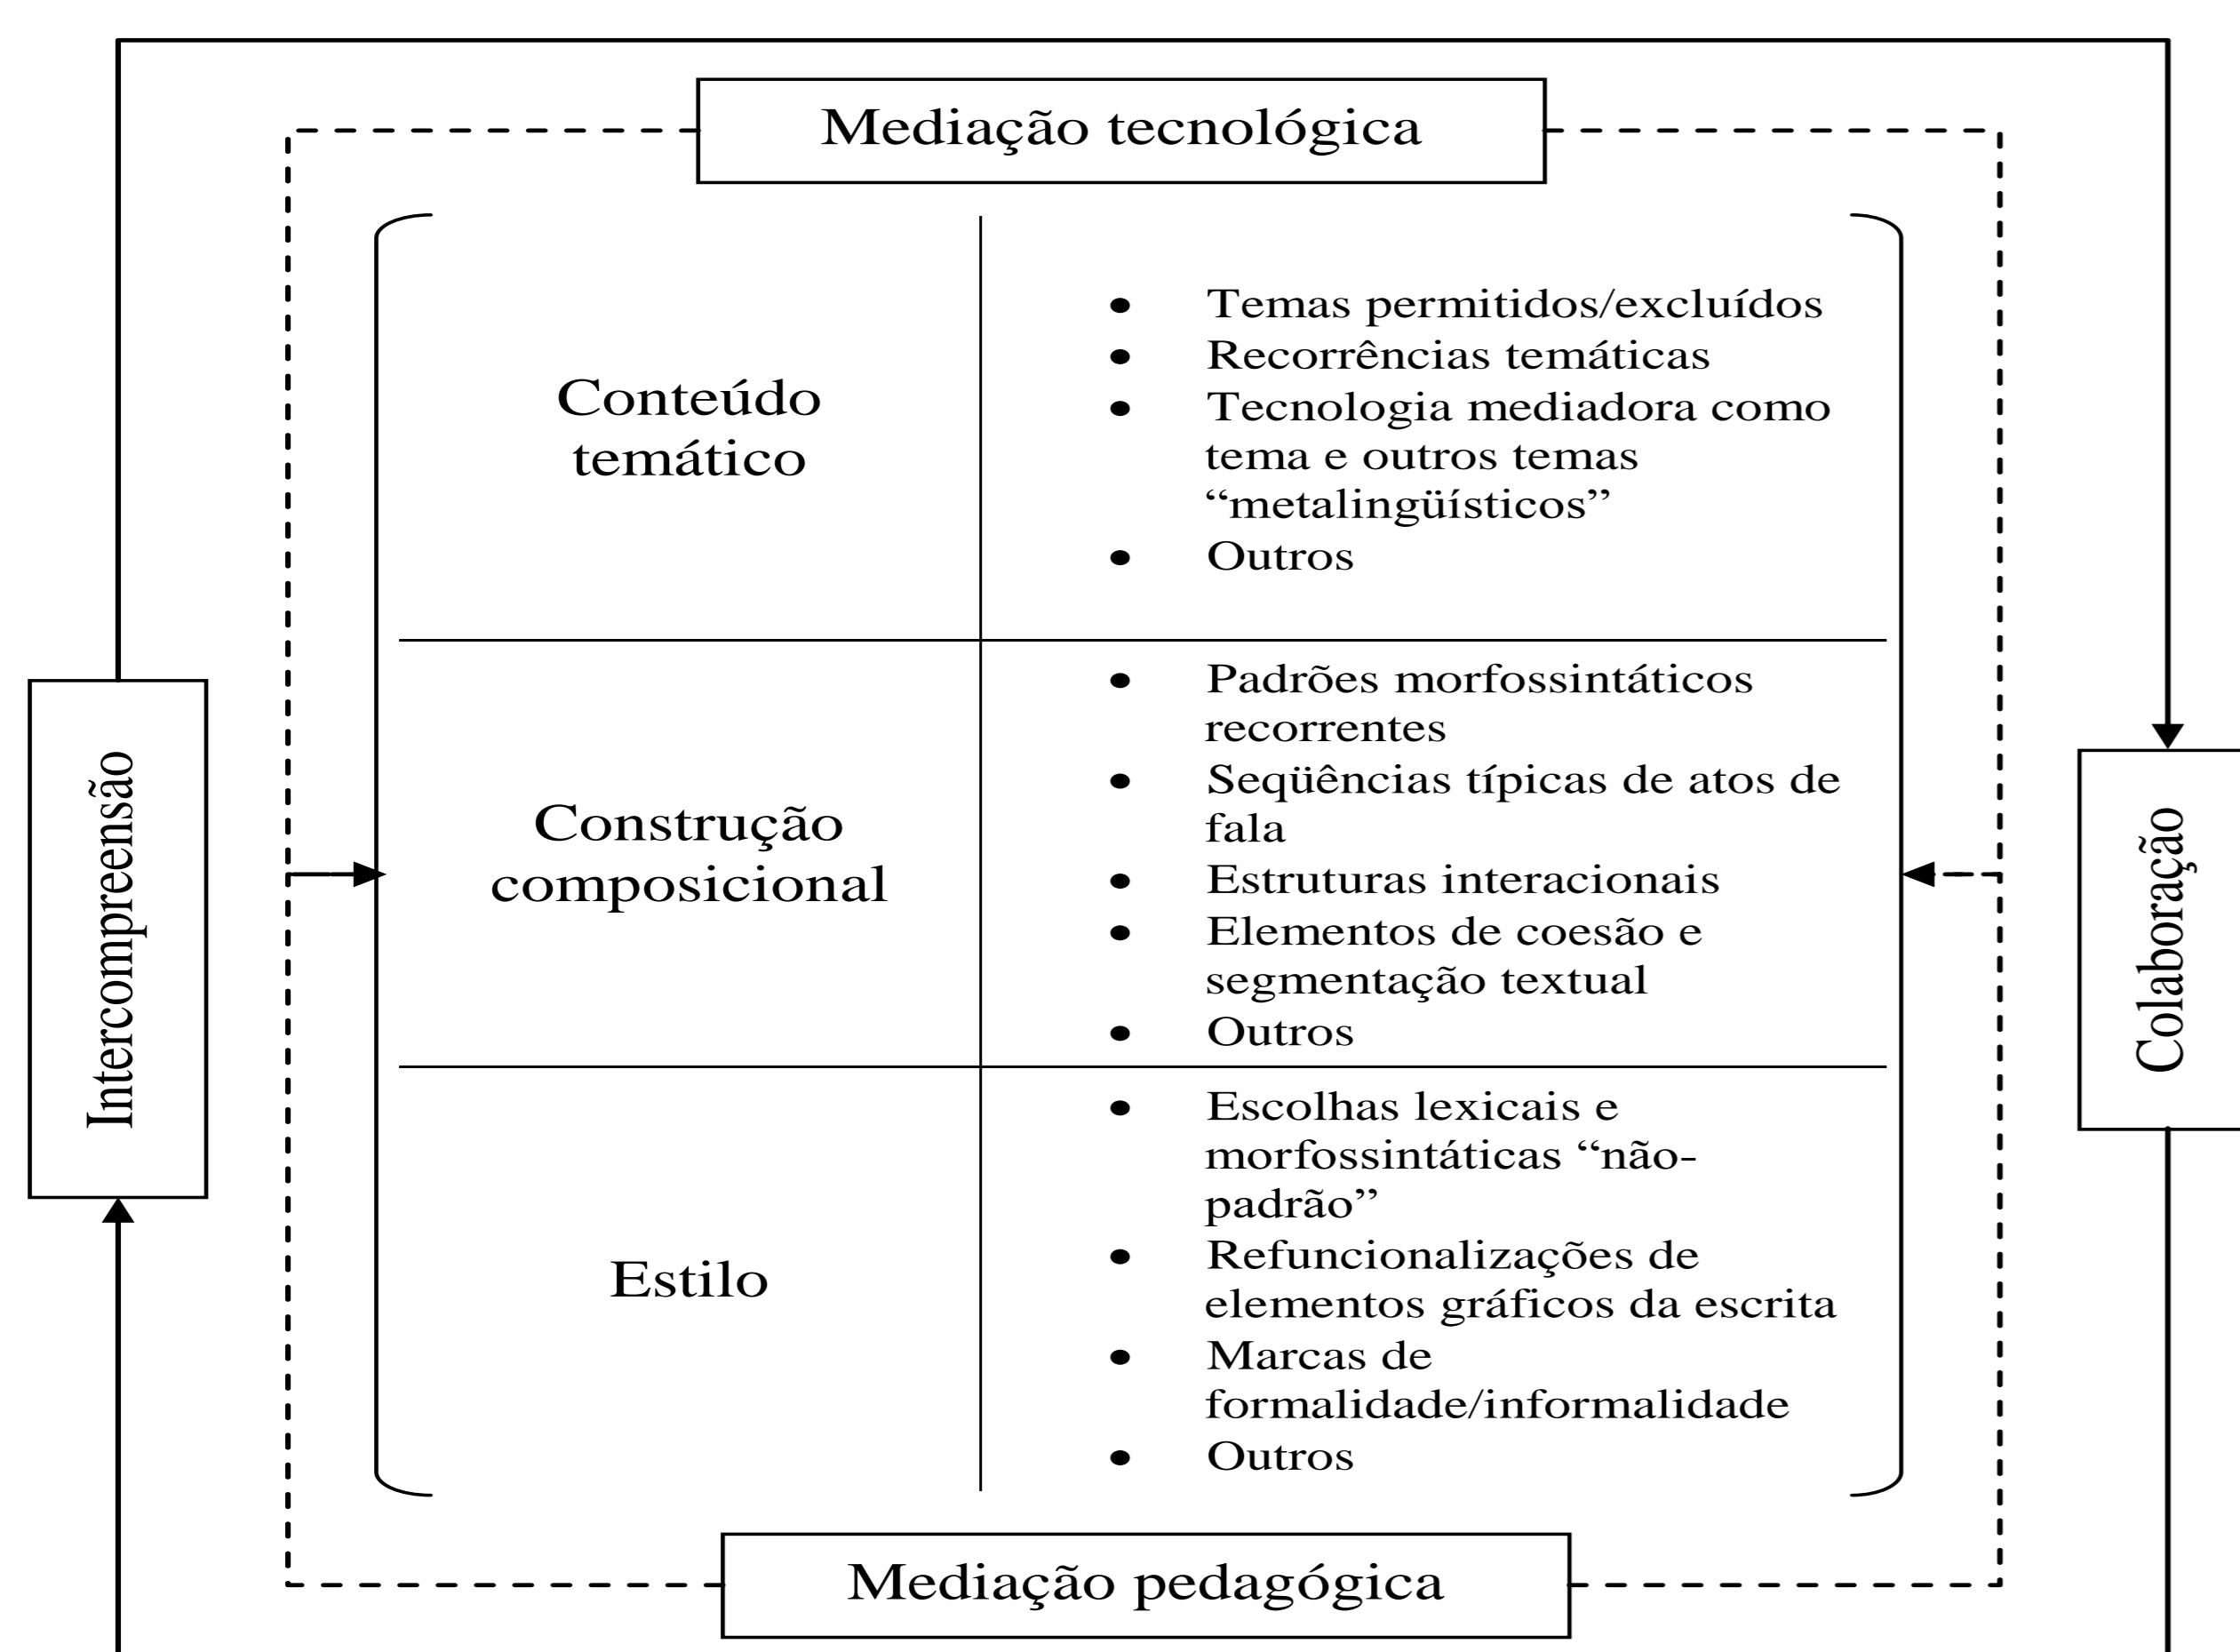 Mediação tecnológica
Conteúdo
temático
• Temas permitidos/excluídos
• Recorrências temáticas
• Tecnologia mediadora como
tema e outros temas
“metalingüísticos”
• Outros
Construção
composicional
• Padrões morfossintáticos
recorrentes
• Seqüências típicas de atos de
fala
• Estruturas interacionais
• Elementos de coesão e
segmentação textual
• Outros
Estilo
• Escolhas lexicais e
morfossintáticas “não-
padrão”
• Refuncionalizações de
elementos gráficos da escrita
• Marcas de
formalidade/informalidade
• Outros
Mediação pedagógica
Intercompreensão
Colaboração